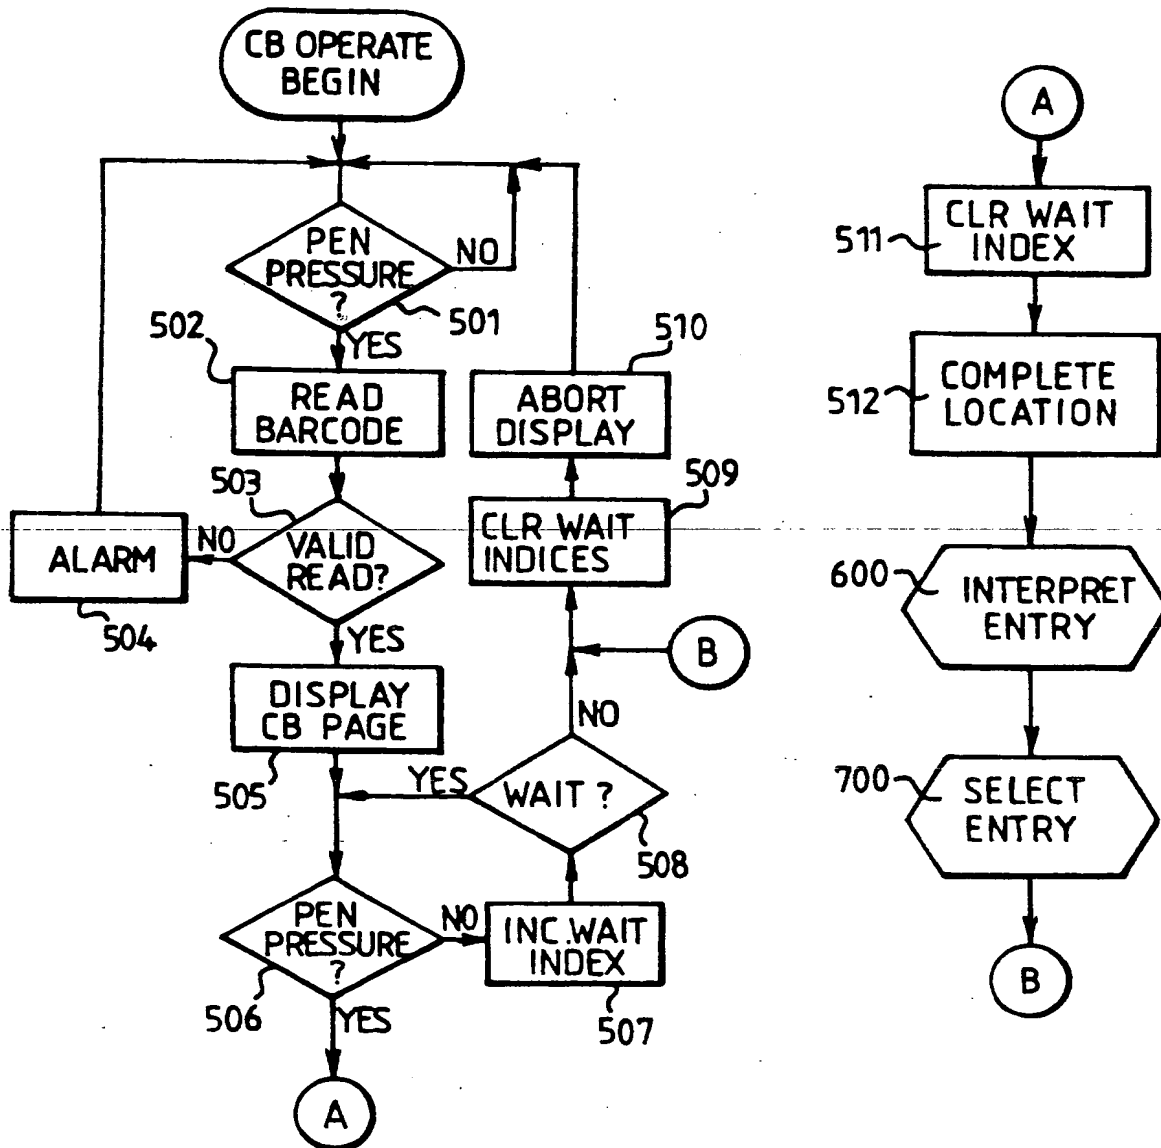 CB OPERATE
BEGIN
PEN
PRESSURE
?
NO
501
YES
502
READ
BARCODE
503
VALID
READ?
NO
ALARM
504
YES
DISPLAY
CB PAGE
505
PEN
PRESSURE
?
NO
506
YES
A
INC.WAIT
INDEX
507
WAIT ?
YES
508
NO
B
CLR WAIT
INDICES
509
ABORT
DISPLAY
510
A
CLR WAIT
INDEX
511
COMPLETE
LOCATION
512
INTERPRET
ENTRY
600
SELECT
ENTRY
700
B